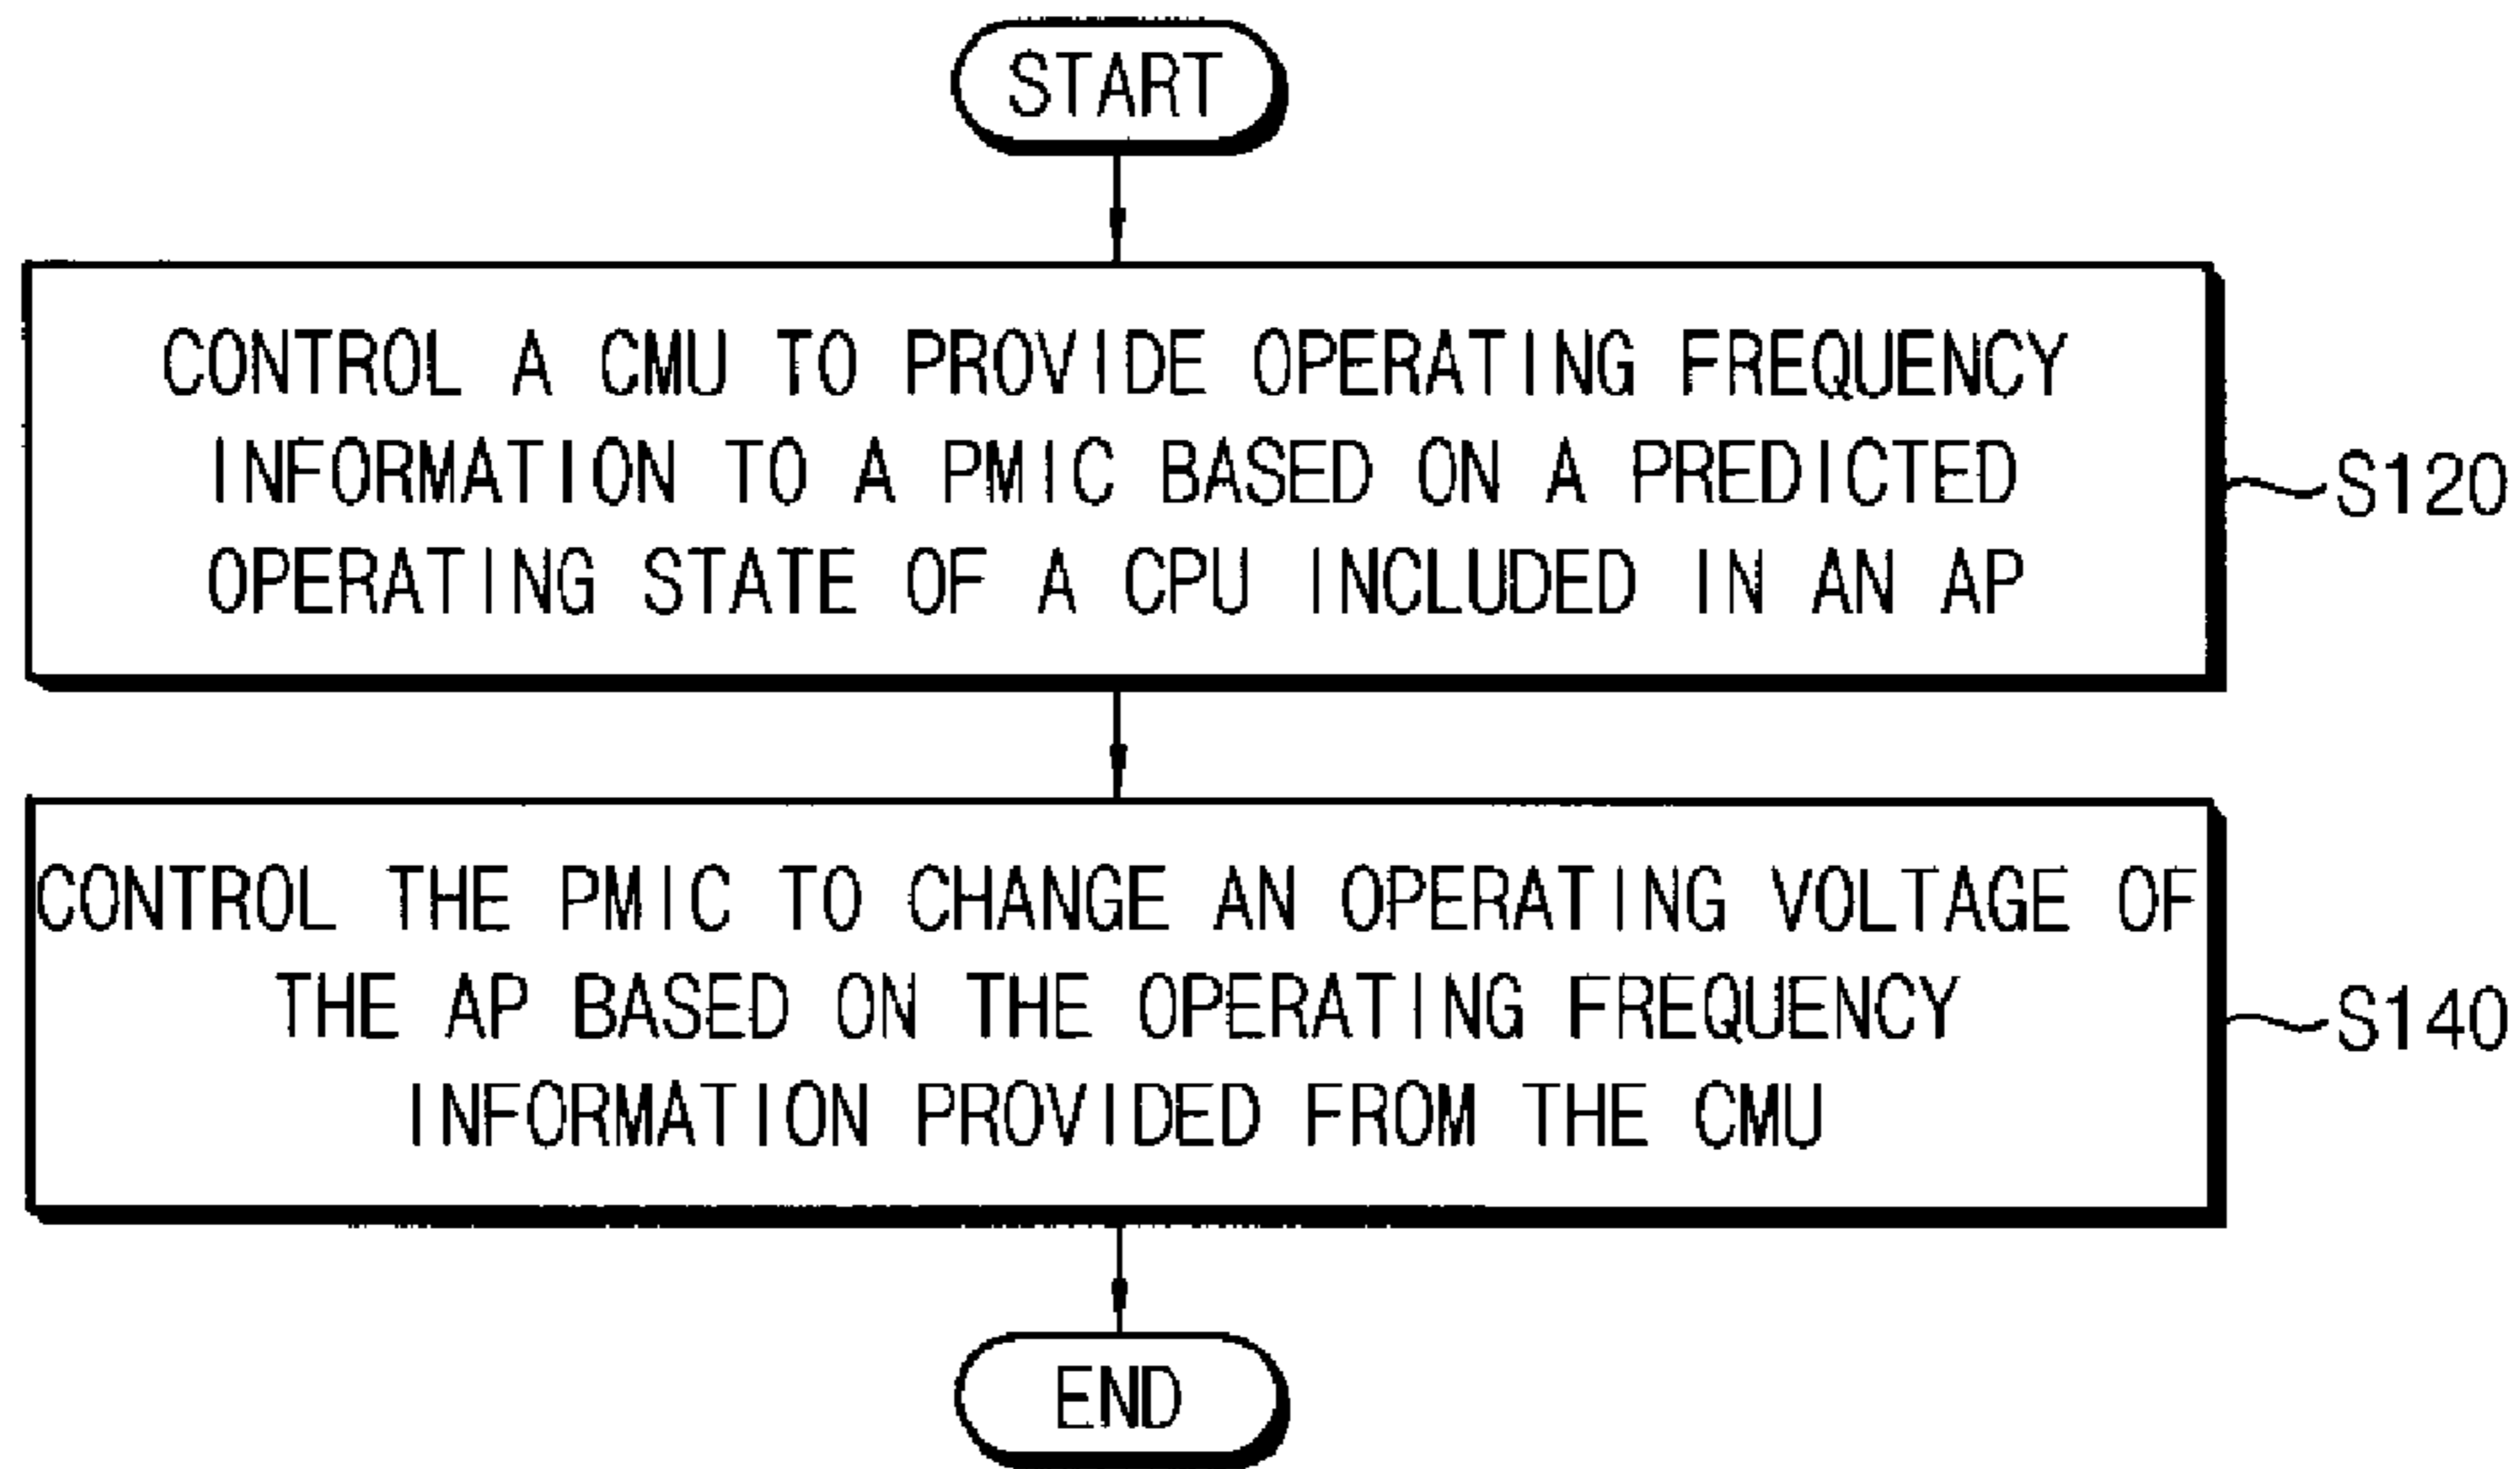 START
CONTROL A CMU TO PROVIDE OPERATING FREQUENCY
INFORMATION TO A PMIC BASED ON A PREDICTED
OPERATING STATE OF A CPU INCLUDED IN AN AP
S120
CONTROL THE PMIC TO CHANGE AN OPERATING VOLTAGE OF
THE AP BASED ON THE OPERATING FREQUENCY
INFORMATION PROVIDED FROM THE CMU
S140
END